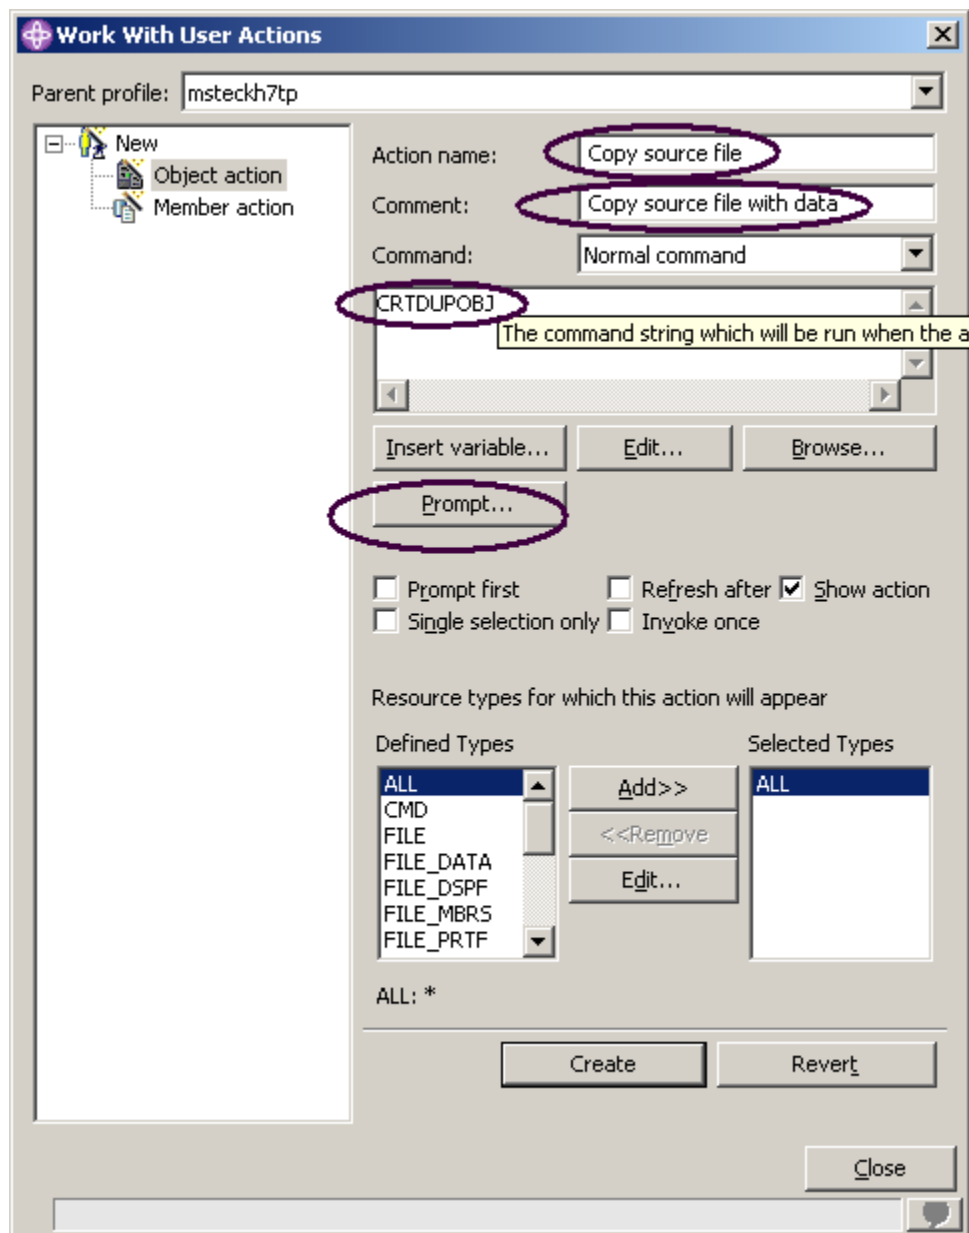 Work With User Actions
Parent profile: msteckh7tp
New
Object action
Member action
Action name: Copy source file
Comment: Copy source file with data
Command: Normal command
CRTDUPOBJ
The command string which will be run when the a
Insert variable... Edit... Browse...
Prompt...
Prompt first Refresh after Show action
Single selection only Invoke once
Resource types for which this action will appear
Defined Types Selected Types
ALL Add>> ALL
CMD
FILE <<Remove
FILE_DATA
FILE_DSPF Edit...
FILE_MBRS
FILE_PRTF
ALL: *
Create Revert
Close